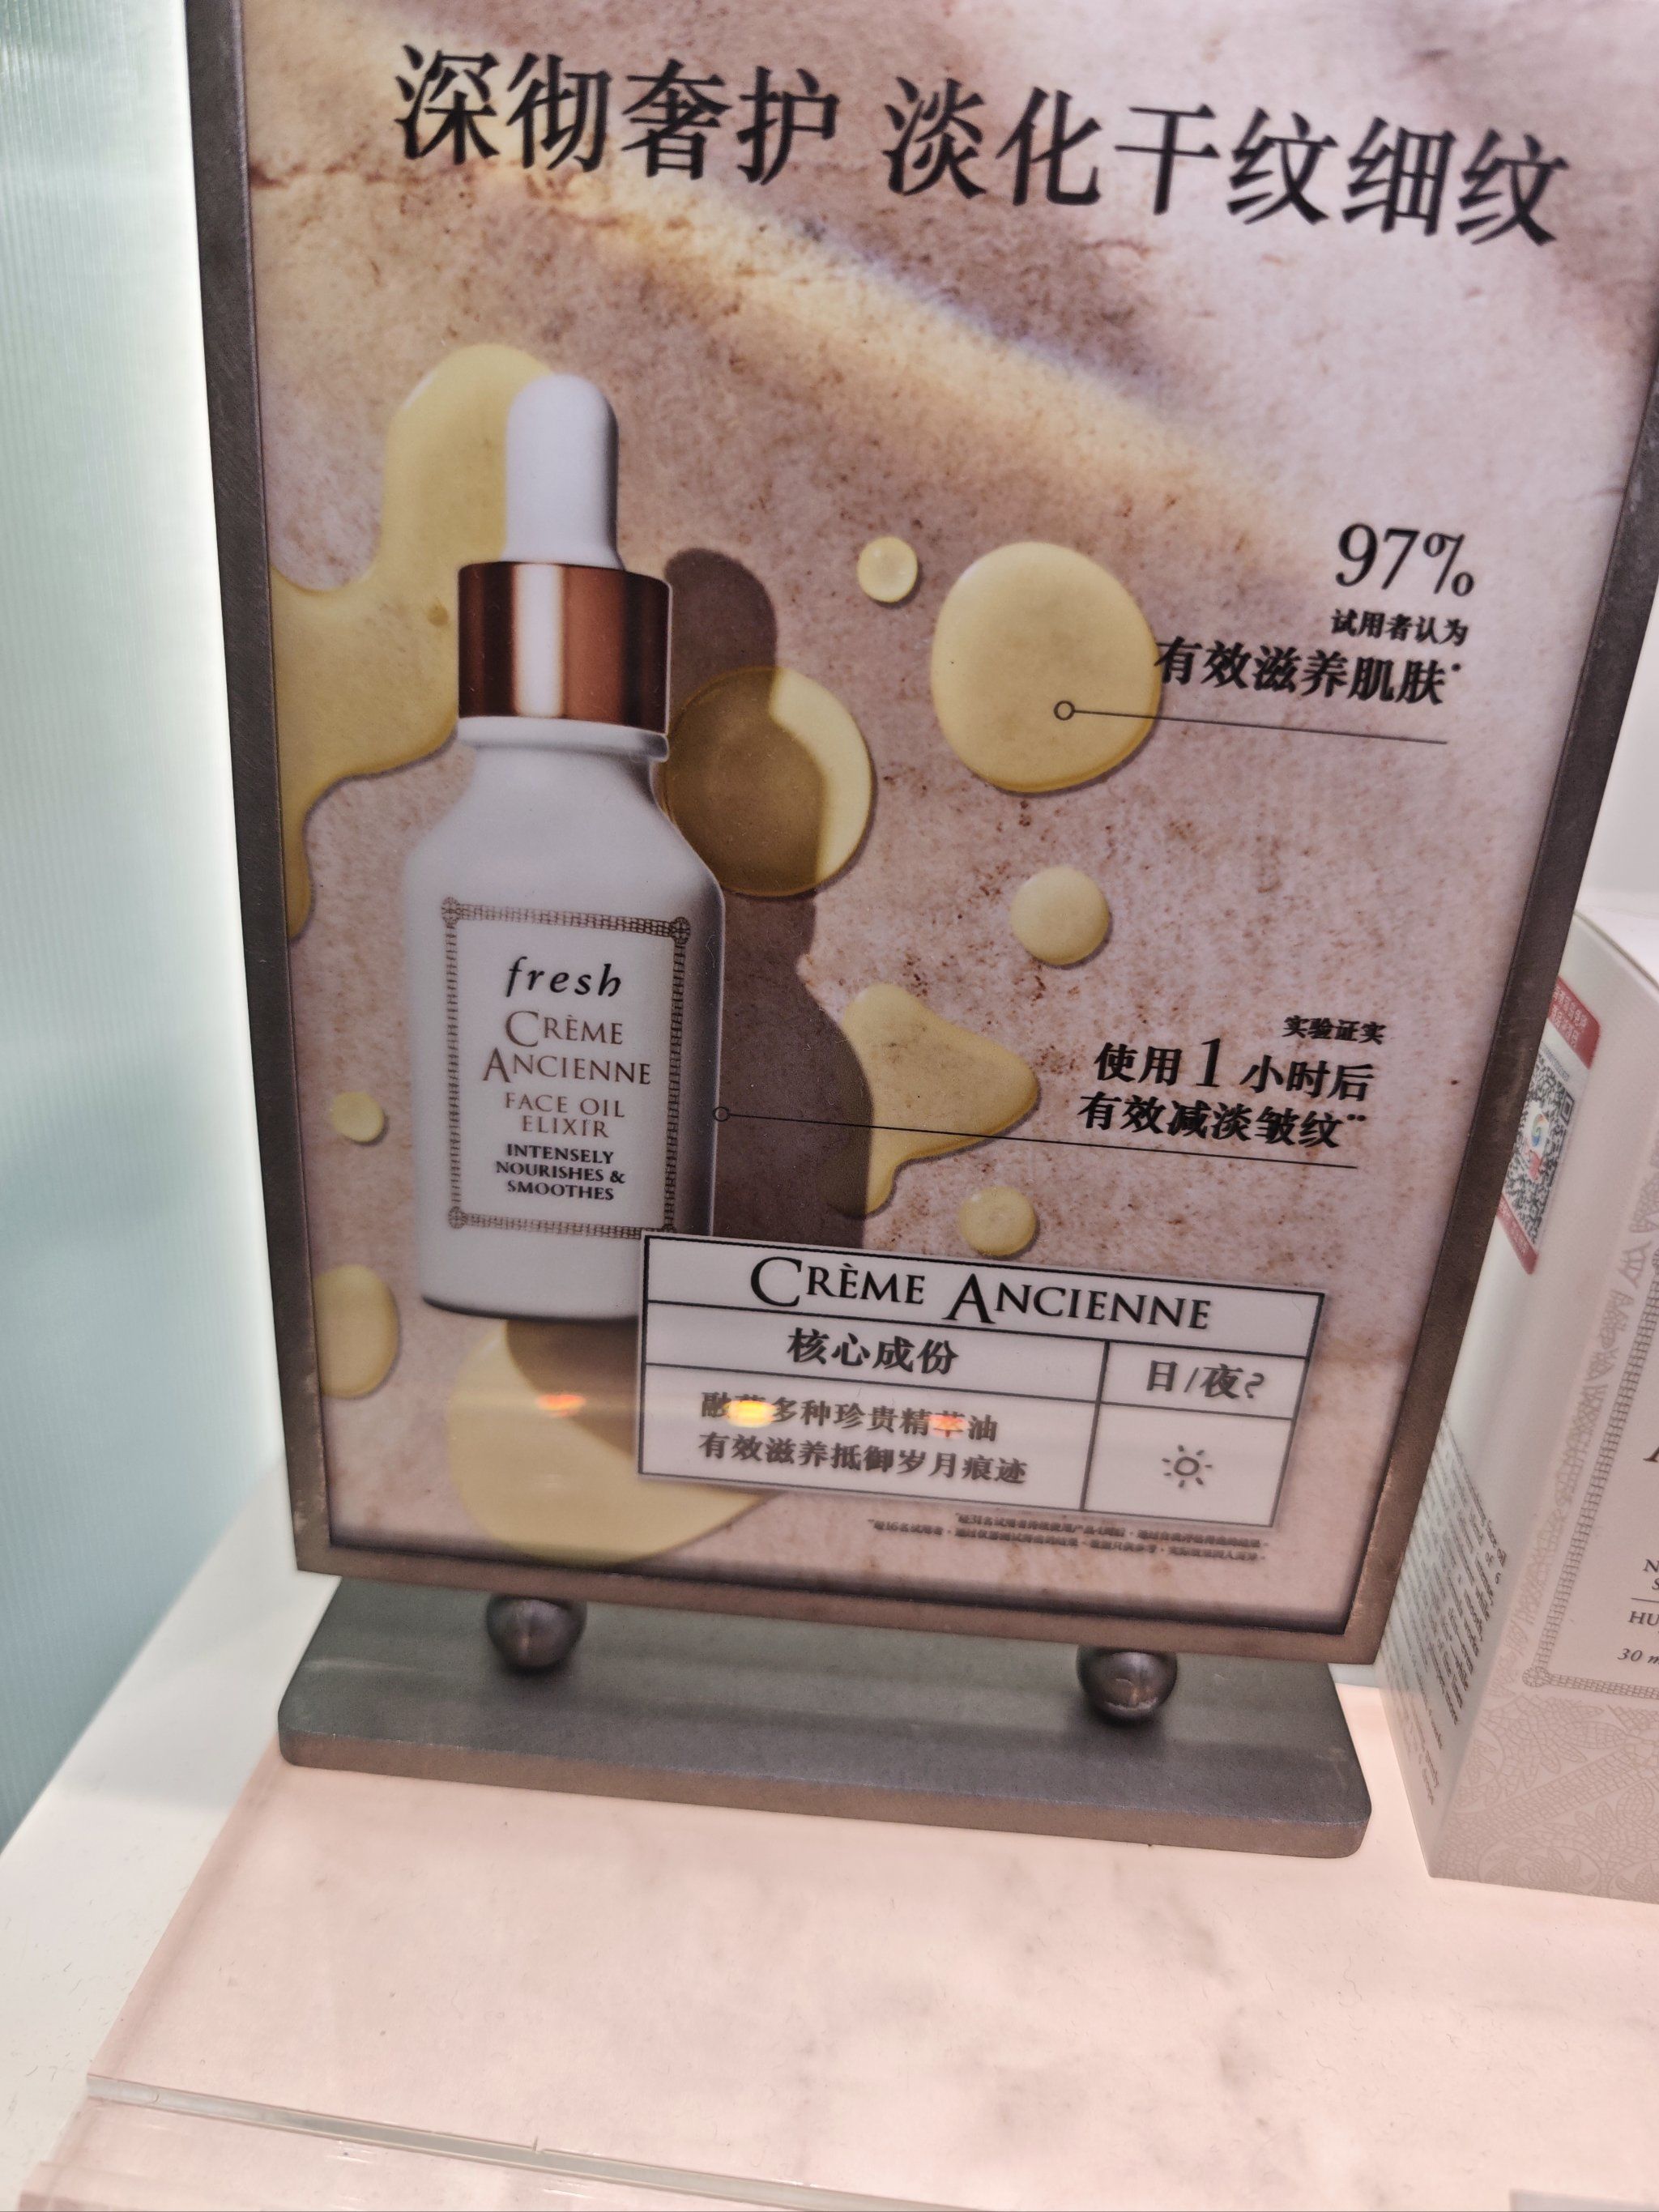 深彻奢护 淡化干纹细纹
97%
试用者认为
有效滋养肌肤*
实验证实
使用1小时后
有效减淡皱纹**
fresh
CRÈME
ANCIENNE
FACE OIL
ELIXIR
INTENSELY
NOURISHES &
SMOOTHES
CRÈME ANCIENNE
核心成份
日/夜?
多种珍贵精萃油
有效滋养抵御岁月痕迹
30